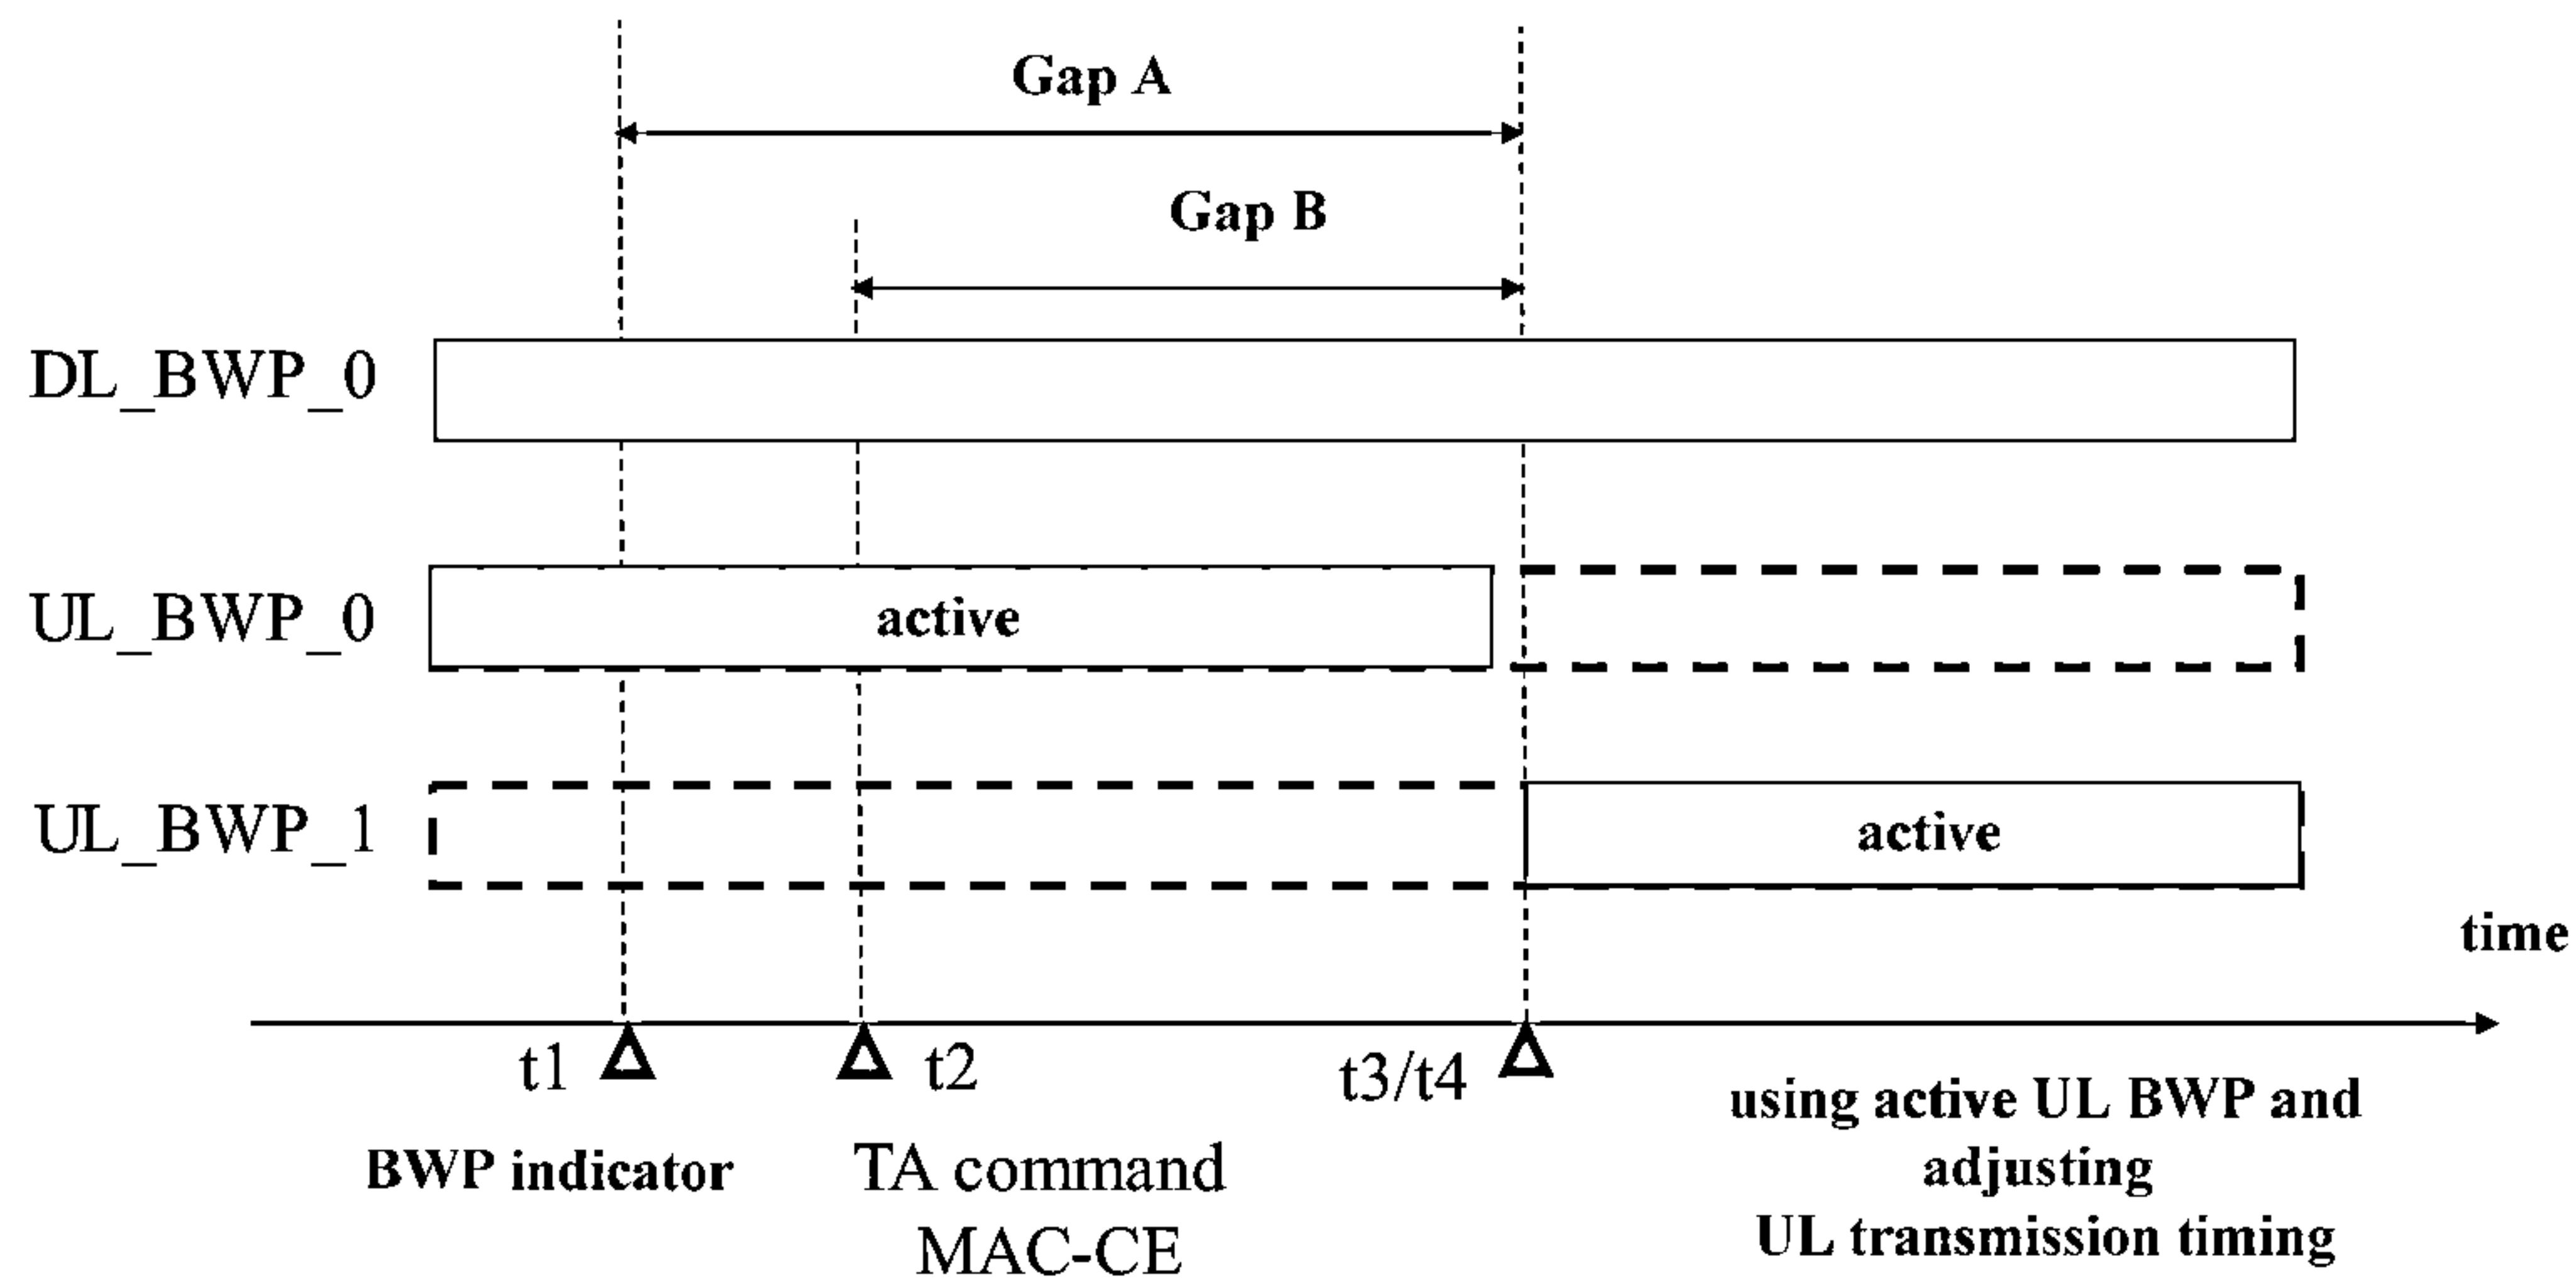 Gap A
Gap B
DL_BWP_0
UL_BWP_0
active
UL_BWP_1
active
time
t1
t2
t3/t4
BWP indicator
TA command
MAC-CE
using active UL BWP and
adjusting
UL transmission timing